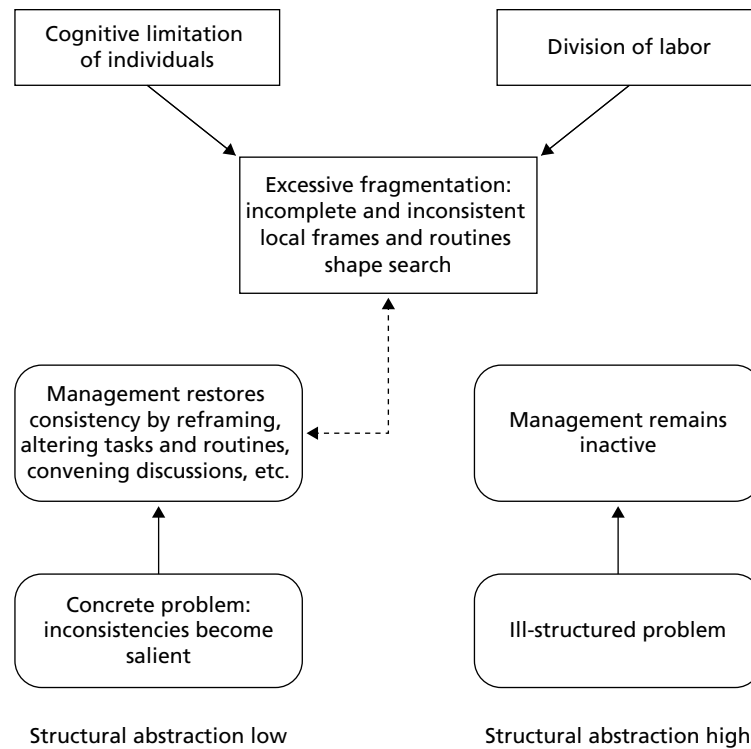 Cognitive limitation
of individuals
Division of labor
Excessive fragmentation:
incomplete and inconsistent
local frames and routines
shape search
Management restores
consistency by reframing,
altering tasks and routines,
convening discussions, etc.
Management remains
inactive
Concrete problem:
inconsistencies become
salient
Ill-structured problem
Structural abstraction low
Structural abstraction high